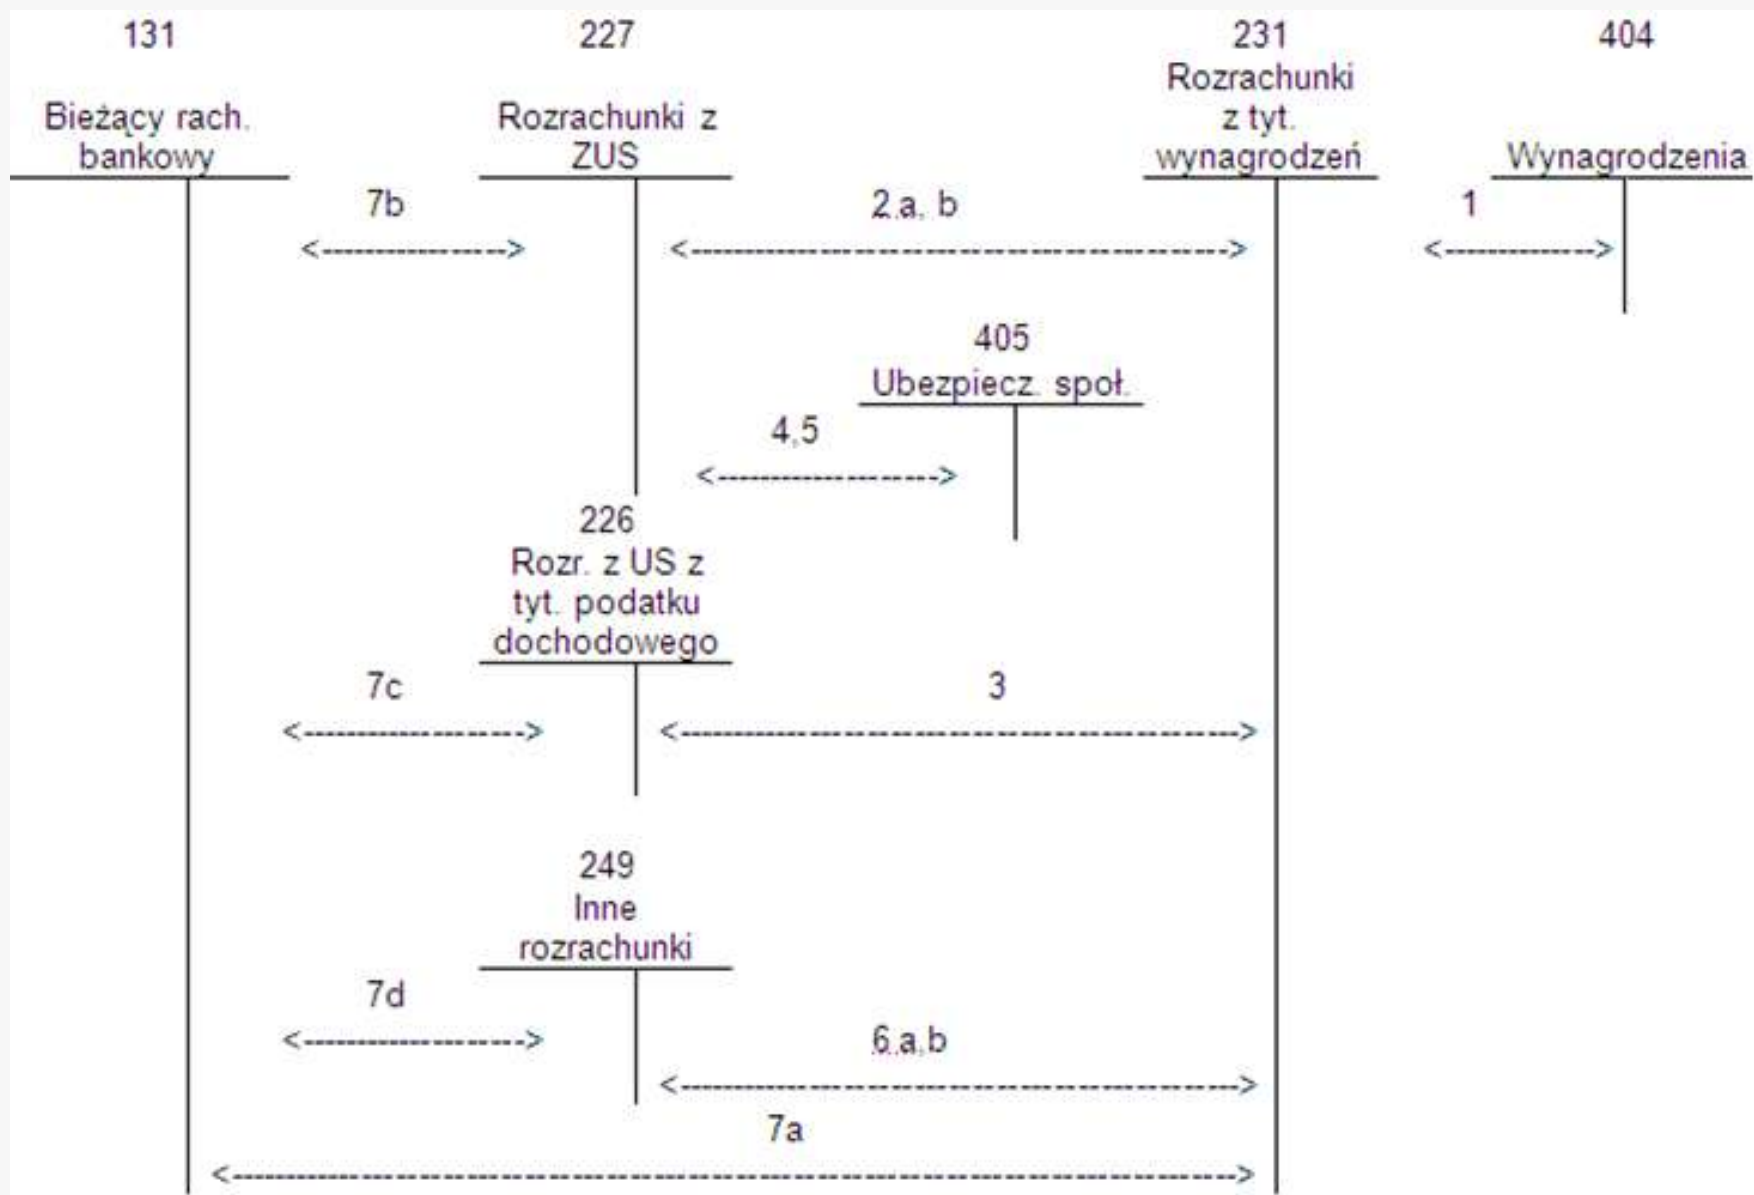 131
227
231
404
Bieżący rach.
bankowy
Rozrachunki z
ZUS
Rozrachunki
z tyt.
wynagrodzeń
Wynagrodzenia
7b
2.a, b
1
405
Ubezpiecz. społ.
4,5
226
Rozr. z US z
tyt. podatku
dochodowego
7c
3
249
Inne
rozrachunki
7d
6.a,b
7a